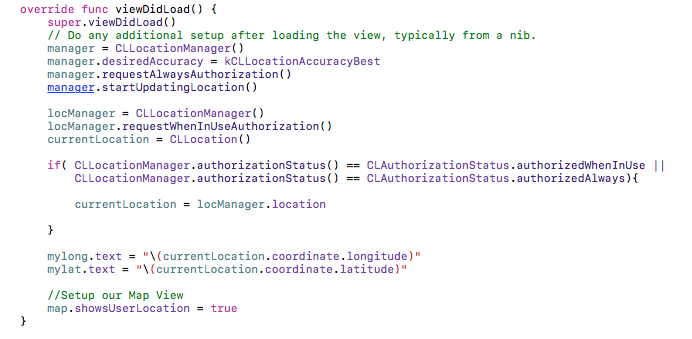 override func viewDidLoad() {
    super.viewDidLoad()
    // Do any additional setup after loading the view, typically from a nib.
    manager = CLLocationManager()
    manager.desiredAccuracy = kCLLocationAccuracyBest
    manager.requestAlwaysAuthorization()
    manager.startUpdatingLocation()

    locManager = CLLocationManager()
    locManager.requestWhenInUseAuthorization()
    currentLocation = CLLocation()

    if( CLLocationManager.authorizationStatus() == CLAuthorizationStatus.authorizedWhenInUse ||
        CLLocationManager.authorizationStatus() == CLAuthorizationStatus.authorizedAlways){

        currentLocation = locManager.location

    }

    mylong.text = "\(currentLocation.coordinate.longitude)"
    mylat.text = "\(currentLocation.coordinate.latitude)"

    //Setup our Map View
    map.showsUserLocation = true
}